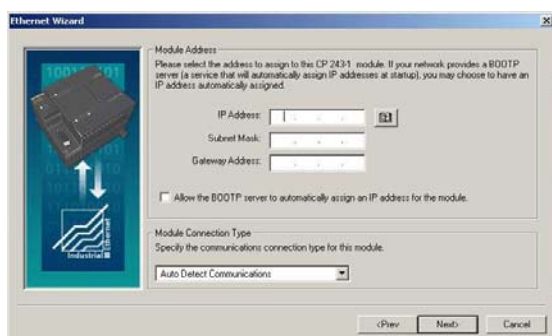 Ethernet Wizard
Module Address
Please select the address to assign to this CP 243-1 module. If your network provides a BOOTP
server (a service that will automatically assign IP addresses at startup), you may choose to have an
IP address automatically assigned.
IP Address:
Subnet Mask:
Gateway Address:
Allow the BOOTP server to automatically assign an IP address for the module.
Industrial Ethernet
Module Connection Type
Specify the communications connection type for this module.
Auto Detect Communications
<Prev
Next>
Cancel